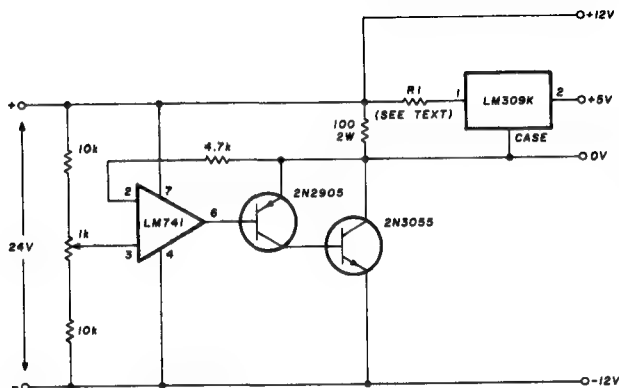 +12V
+
R1
(SEE TEXT)
1
LM309K
2
+5V
CASE
100
2W
0V
10k
4.7k
2N2905
24V
1k
2
7
LM741
6
3
4
2N3055
10k
-
-12V